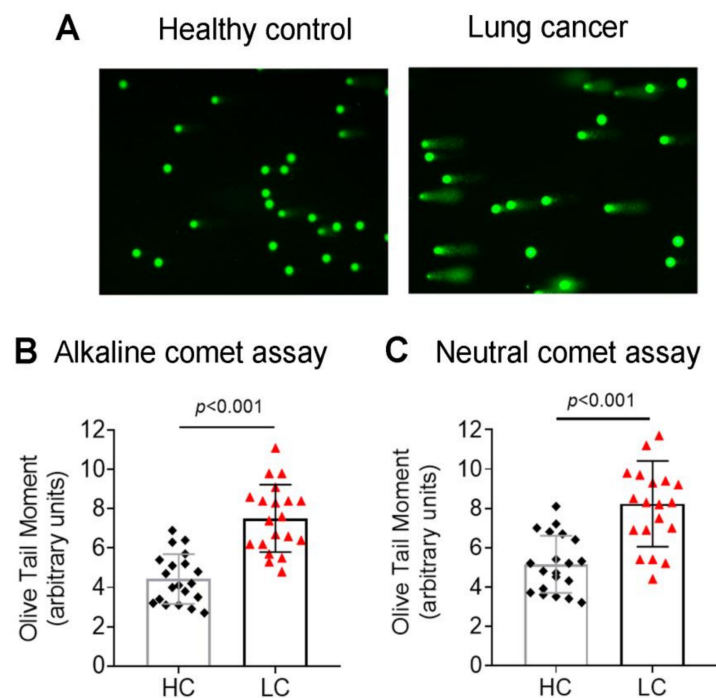 A
Healthy control
Lung cancer
B Alkaline comet assay
p<0.001
Olive Tail Moment
(arbitrary units)
12
10
8
6
4
2
0
HC
LC
C Neutral comet assay
p<0.001
Olive Tail Moment
(arbitrary units)
12
10
8
6
4
2
0
HC
LC